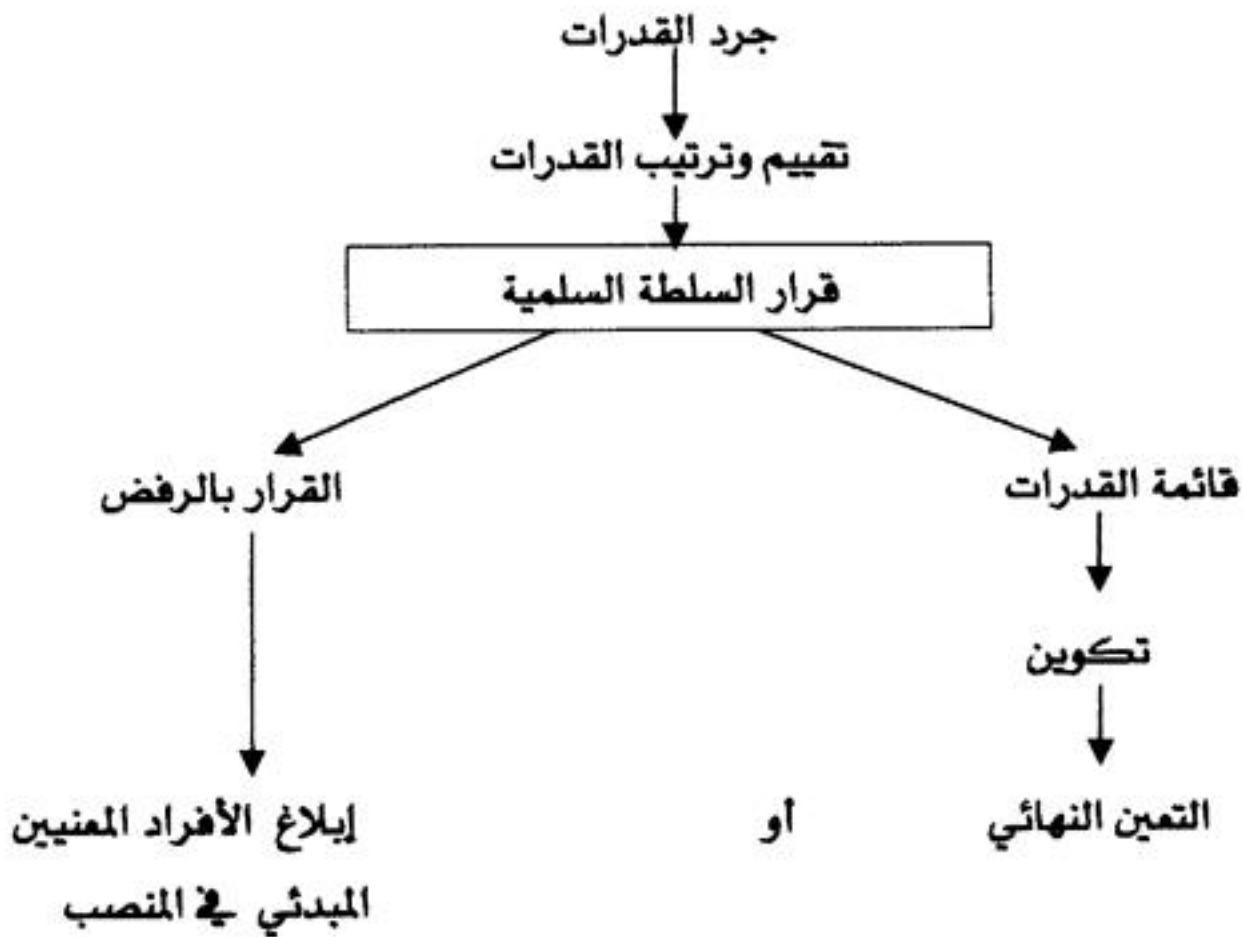 جرد القدرات
تقييم وترتيب القدرات
قرار السلطة السلمية
قائمة القدرات
القرار بالرفض
تكوين
التعين النهائي
أو
إبلاغ الأفراد المعنيين
المبدئي في المنصب